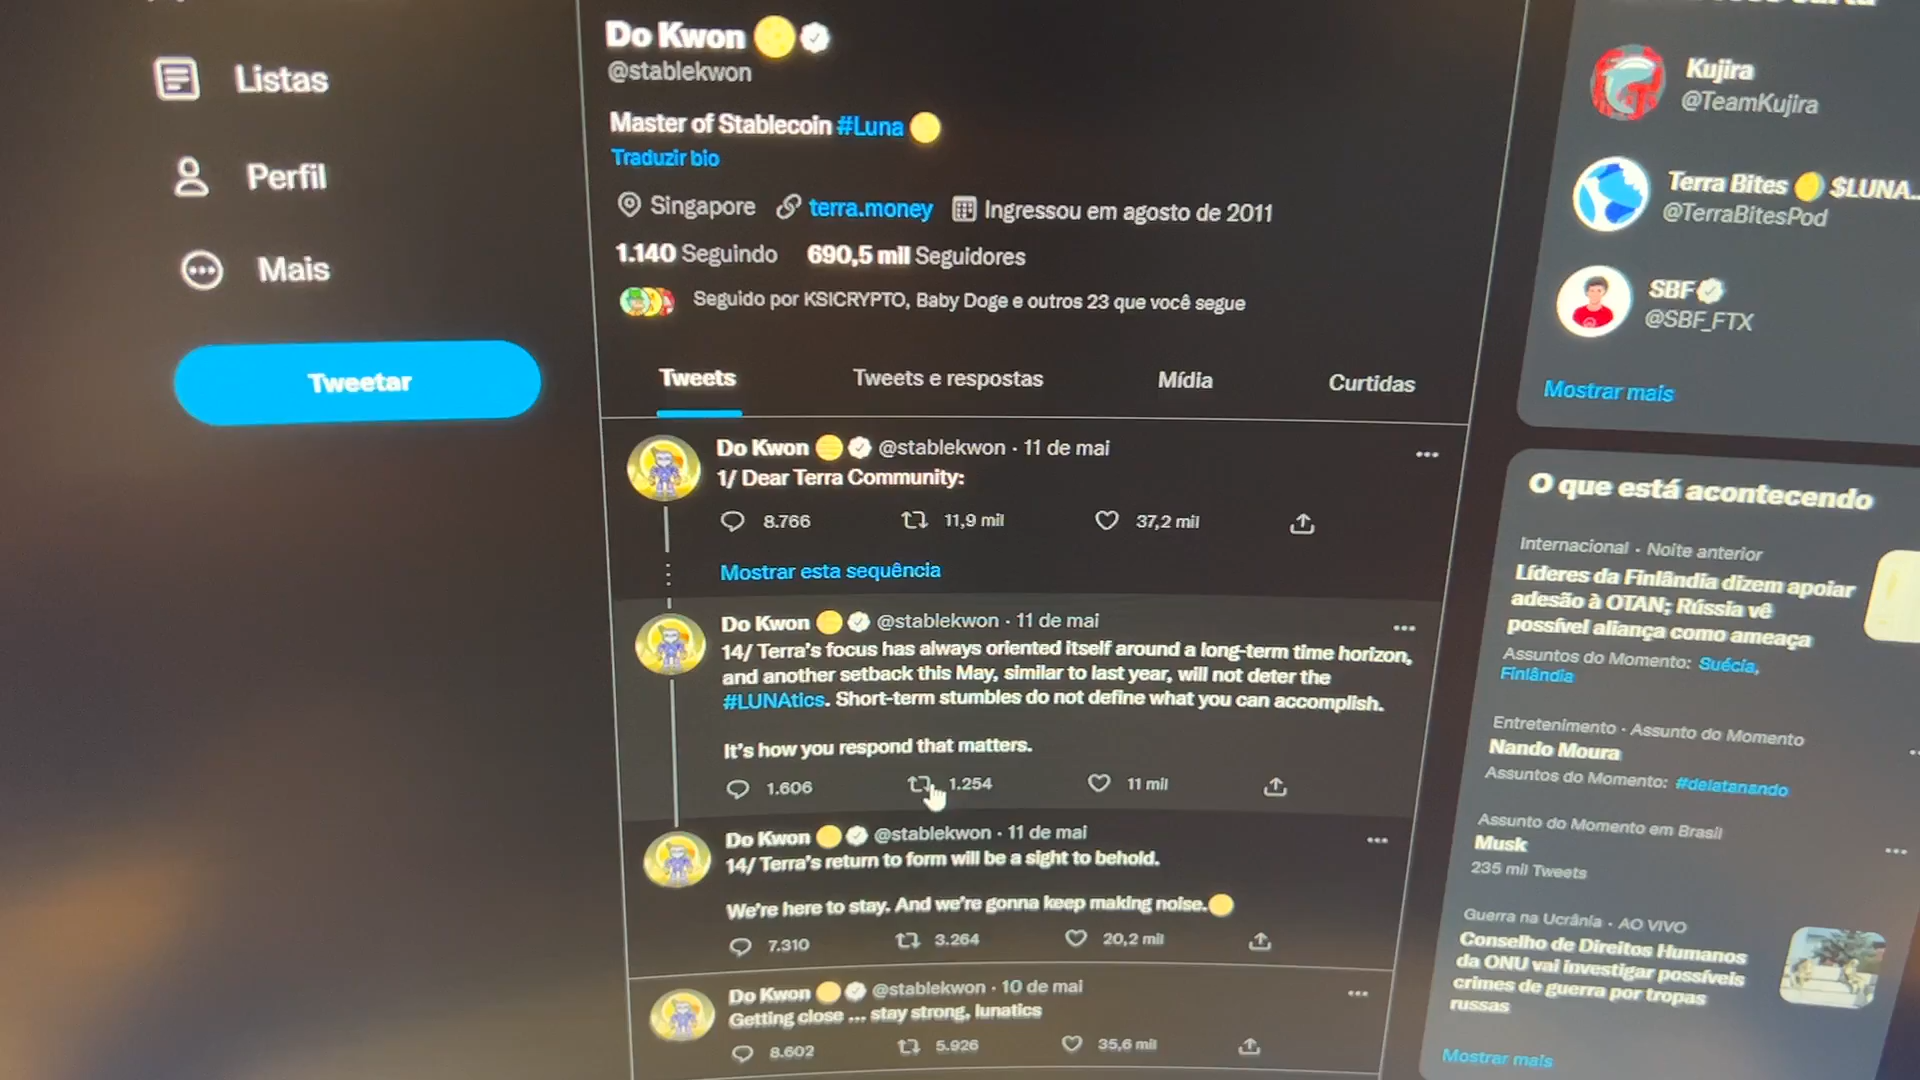 Listas
Perfil
Mais
Tweetar
Do Kwon
@stablekwon
Master of Stablecoin #Luna
Traduzir bio
Singapore terra.money Ingressou em agosto de 2011
1.140 Seguindo 690,5 mil Seguidores
Seguido por KSICRYPTO, Baby Doge e outros 23 que você segue
Tweets Tweets e respostas Mídia Curtidas
Do Kwon @stablekwon · 11 de mai
1/ Dear Terra Community:
8.766 11,9 mil 37,2 mil
Mostrar esta sequência
Do Kwon @stablekwon · 11 de mai
14/ Terra's focus has always oriented itself around a long-term time horizon,
and another setback this May, similar to last year, will not deter the
#LUNAtics. Short-term stumbles do not define what you can accomplish.
It's how you respond that matters.
1.606 1.254 11 mil
Do Kwon @stablekwon · 11 de mai
14/ Terra's return to form will be a sight to behold.
We're here to stay. And we're gonna keep making noise.
7.310 3.264 20,2 mil
Do Kwon @stablekwon · 10 de mai
Getting close ... stay strong, lunatics
8.602 5.926 35,6 mil
Kujira
@TeamKujira
Terra Bites $LUNA...
@TerraBitesPod
SBF
@SBF_FTX
Mostrar mais
O que está acontecendo
Internacional · Noite anterior
Líderes da Finlândia dizem apoiar
adesão à OTAN; Rússia vê
possível aliança como ameaça
Assuntos do Momento: Suécia,
Finlândia
Entretenimento · Assunto do Momento
Nando Moura
Assuntos do Momento: #delatanando
Assunto do Momento em Brasil
Musk
235 mil Tweets
Guerra na Ucrânia · AO VIVO
Conselho de Direitos Humanos
da ONU vai investigar possíveis
crimes de guerra por tropas
russas
Mostrar mais